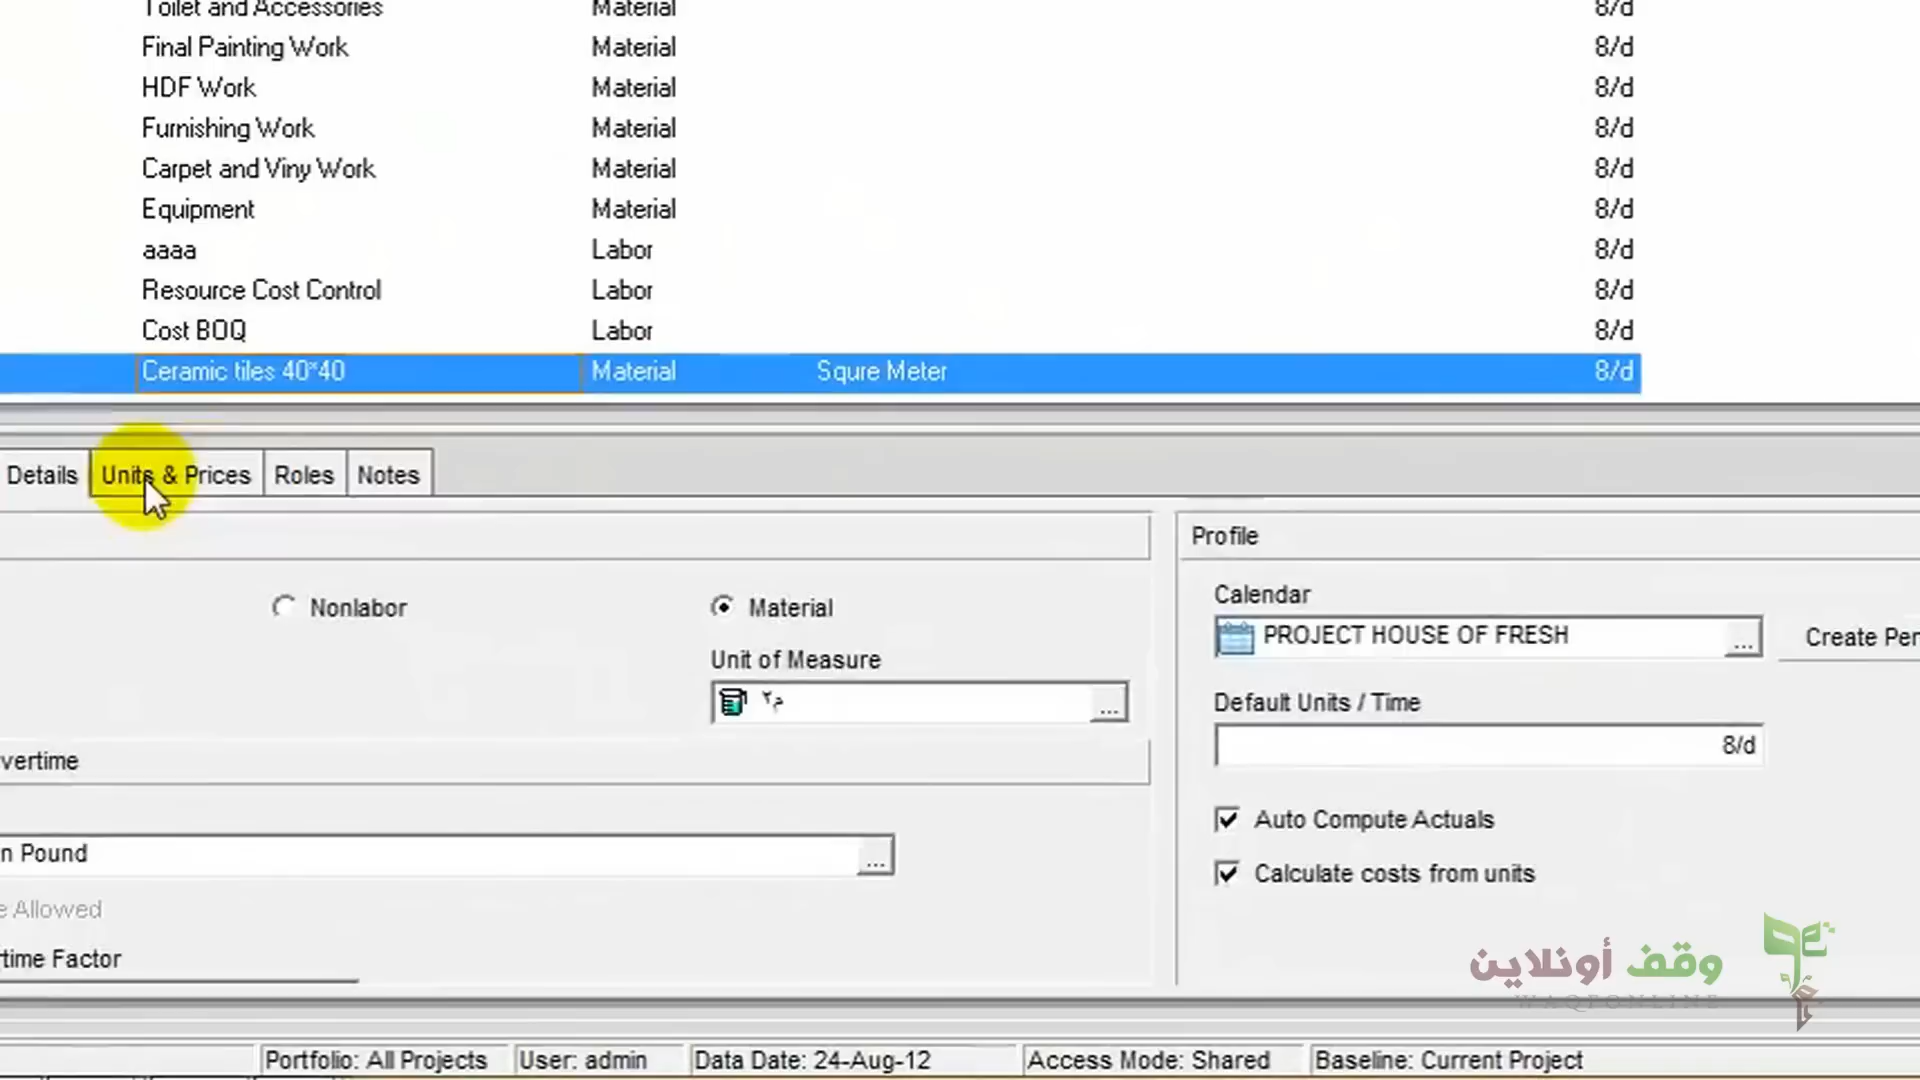 Toilet and Accessories Material 8/d
Final Painting Work Material 8/d
HDF Work Material 8/d
Furnishing Work Material 8/d
Carpet and Viny Work Material 8/d
Equipment Material 8/d
aaaa Labor 8/d
Resource Cost Control Labor 8/d
Cost BOQ Labor 8/d
Ceramic tiles 40*40 Material Squre Meter 8/d
Details Units & Prices Roles Notes
Profile
Nonlabor Material
Calendar
PROJECT HOUSE OF FRESH ...
Create Per
Unit of Measure
م٢ ...
Default Units / Time
8/d
vertime
Auto Compute Actuals
n Pound ...
Calculate costs from units
e Allowed
time Factor
وقف أونلاين
WAQFONLINE
Portfolio: All Projects User: admin Data Date: 24-Aug-12 Access Mode: Shared Baseline: Current Project